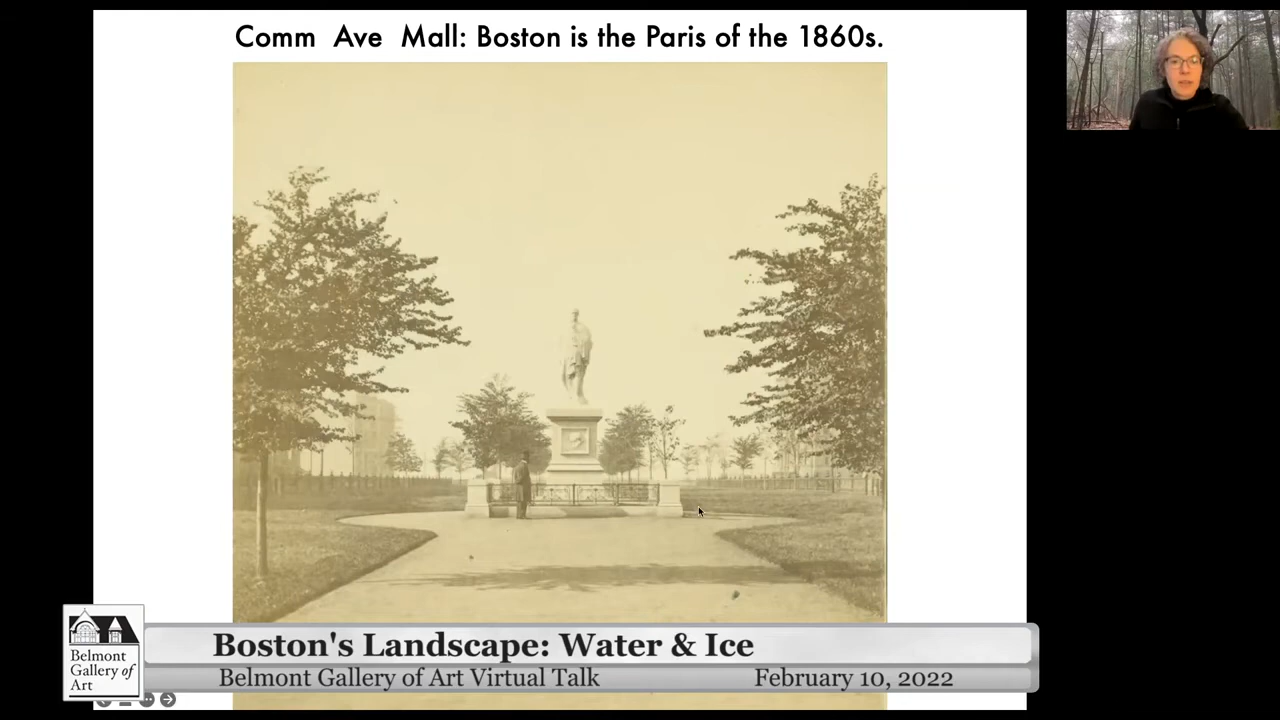 Comm Ave Mall: Boston is the Paris of the 1860s.
Boston's Landscape: Water & Ice
Belmont Gallery of Art Virtual Talk February 10, 2022
Belmont
Gallery of
Art